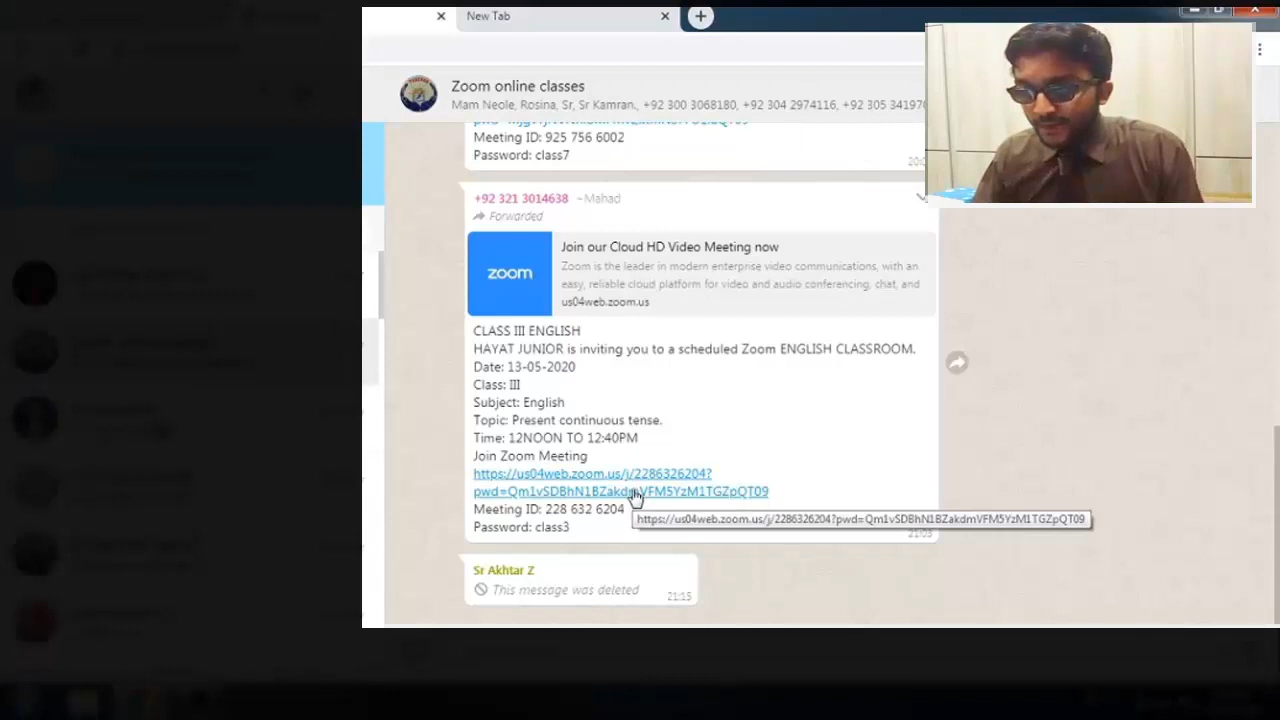 New Tab
Zoom online classes
Mam Neole, Rosina, Sr, Sr Kamran., +92 300 3068180, +92 304 2974116, +92 305 341970
Meeting ID: 925 756 6002
Password: class7
+92 321 3014638 ~Mahad
Forwarded
Join our Cloud HD Video Meeting now
Zoom is the leader in modern enterprise video communications, with an
easy, reliable cloud platform for video and audio conferencing, chat, and
us04web.zoom.us
zoom
CLASS III ENGLISH
HAYAT JUNIOR is inviting you to a scheduled Zoom ENGLISH CLASSROOM.
Date: 13-05-2020
Class: III
Subject: English
Topic: Present continuous tense.
Time: 12NOON TO 12:40PM
Join Zoom Meeting
https://us04web.zoom.us/j/2286326204?
pwd=Qm1vSDBhN1BZakdmVFM5YzM1TGZpQT09
Meeting ID: 228 632 6204
https://us04web.zoom.us/j/2286326204?pwd=Qm1vSDBhN1BZakdmVFM5YzM1TGZpQT09
Password: class3
21:03
Sr Akhtar Z
This message was deleted
21:15